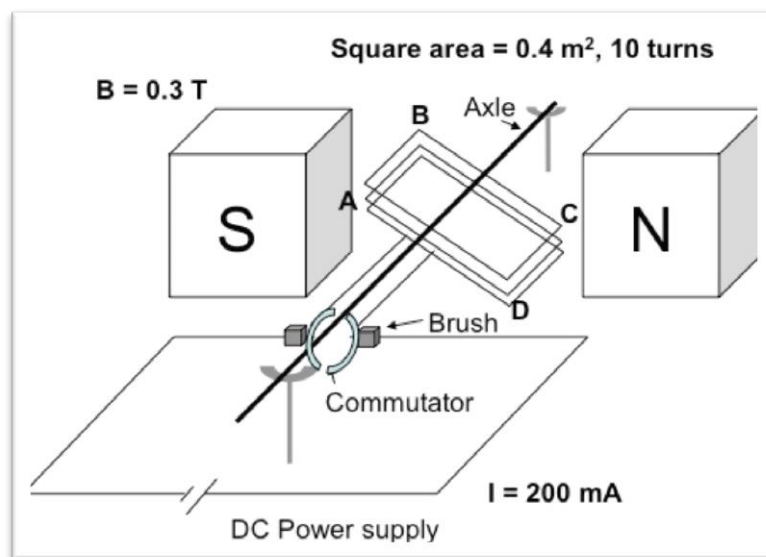 Square area = 0.4 m², 10 turns
B = 0.3 T
Axle
B
A
C
S
N
D
Brush
Commutator
I = 200 mA
DC Power supply